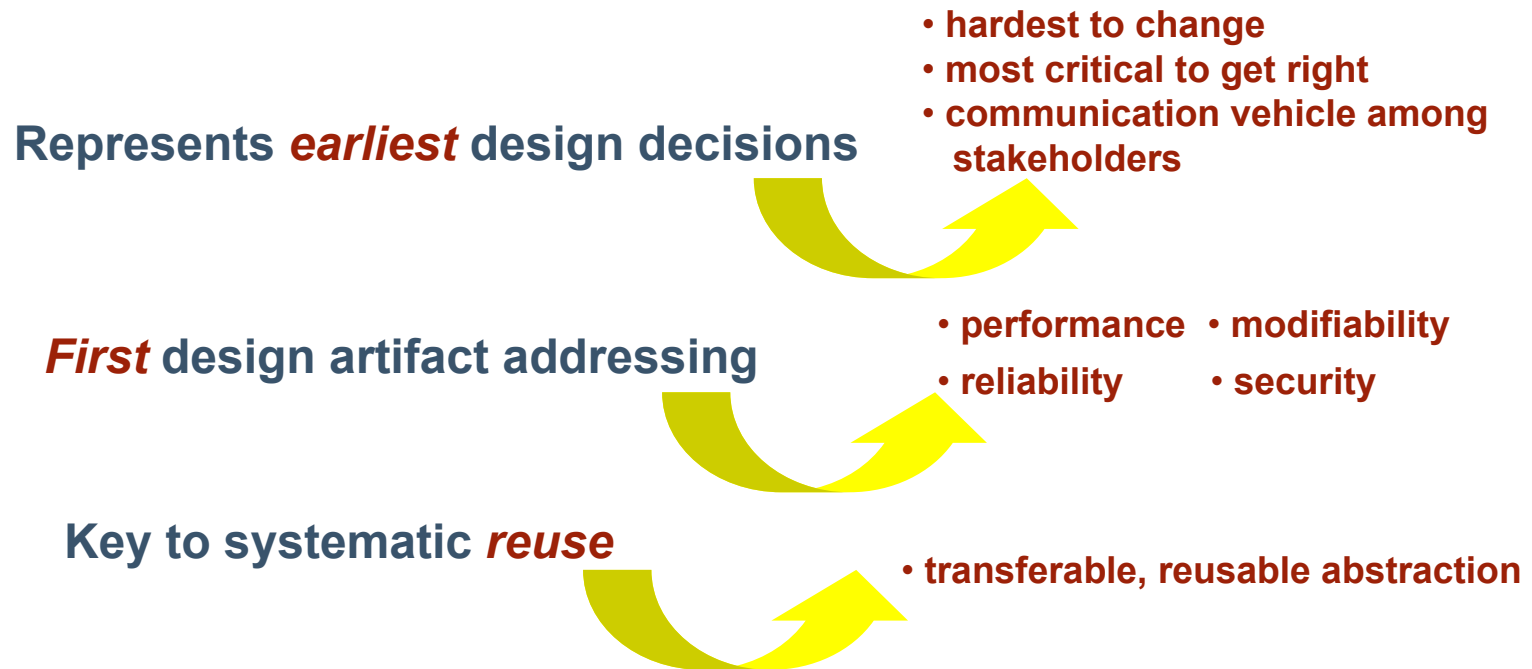 Represents earliest design decisions
• hardest to change
• most critical to get right
• communication vehicle among
stakeholders
First design artifact addressing
• performance • modifiability
• reliability • security
Key to systematic reuse
• transferable, reusable abstraction